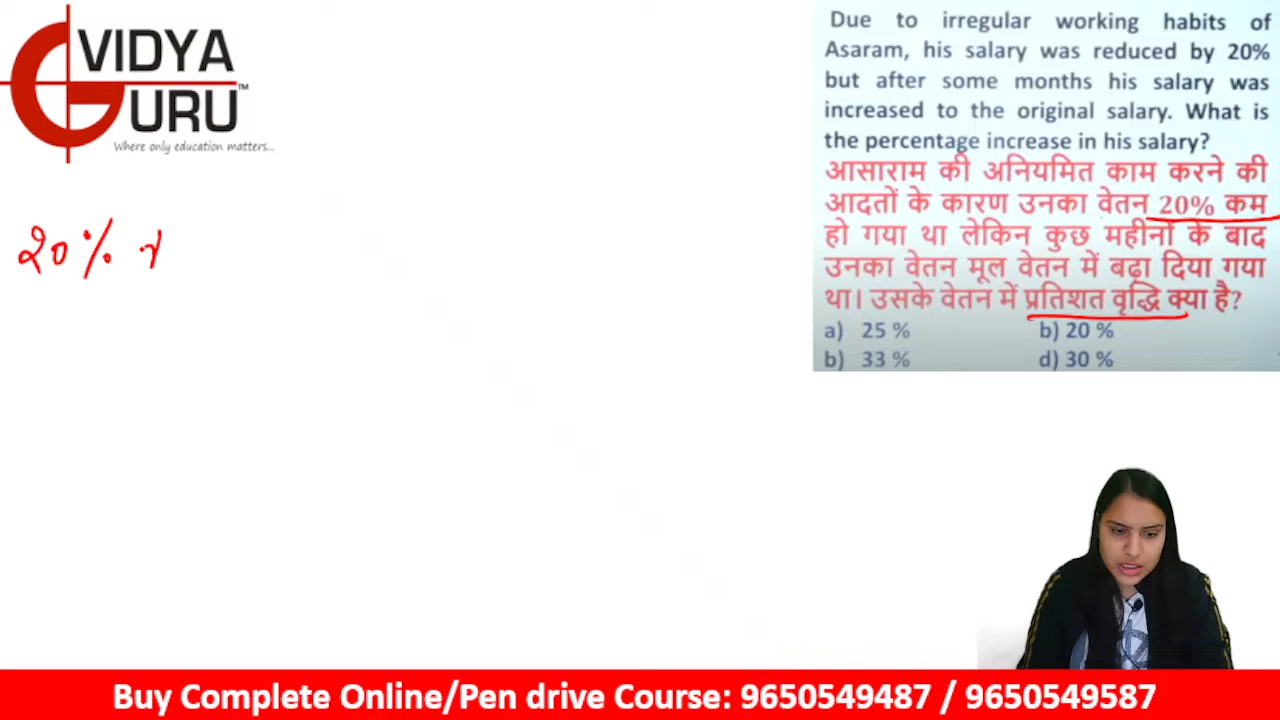 VIDYA
GURU™
Where only education matters...
Due to irregular working habits of
Asaram, his salary was reduced by 20%
but after some months his salary was
increased to the original salary. What is
the percentage increase in his salary?
आसाराम की अनियमित काम करने की
आदतों के कारण उनका वेतन 20% कम
हो गया था लेकिन कुछ महीनों के बाद
उनका वेतन मूल वेतन में बढ़ा दिया गया
था। उसके वेतन में प्रतिशत वृद्धि क्या है?
a) 25 % b) 20 %
b) 33 % d) 30 %
20%
Buy Complete Online/Pen drive Course: 9650549487 / 9650549587